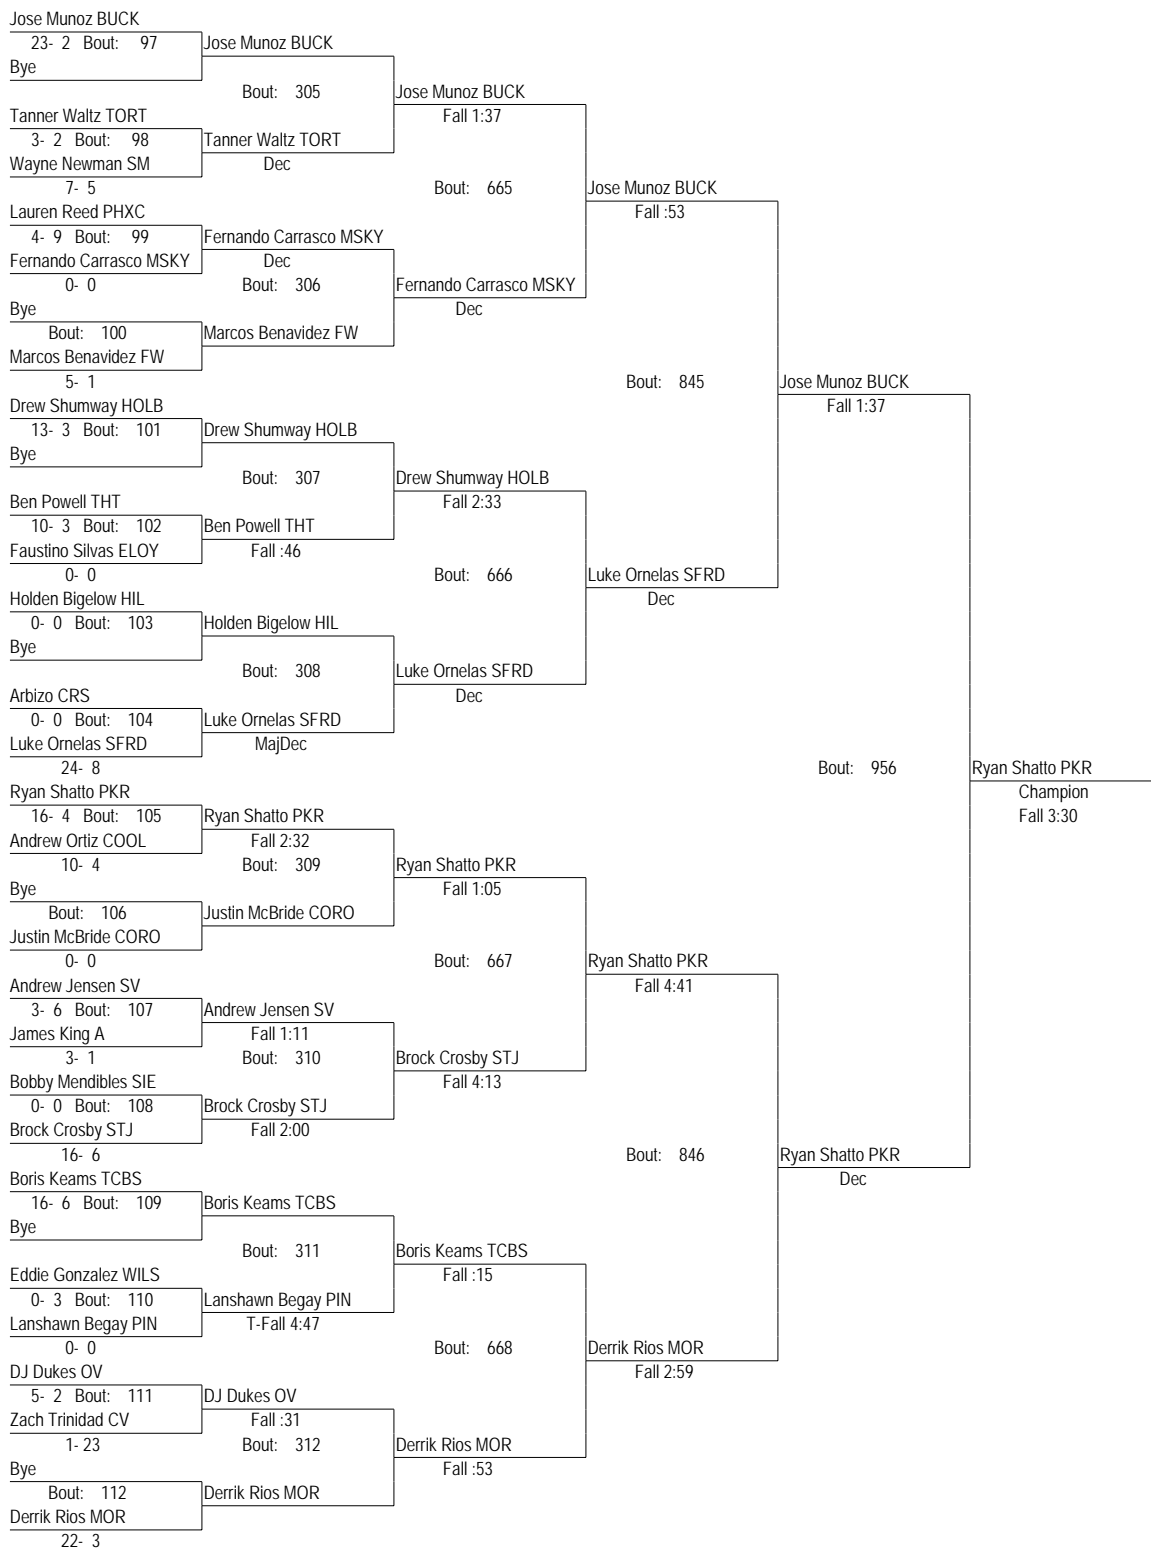 Jose Munoz BUCK
23- 2 Bout: 97
Jose Munoz BUCK
Bye
Bout: 305
Jose Munoz BUCK
Tanner Waltz TORT
Fall 1:37
3- 2 Bout: 98
Tanner Waltz TORT
Wayne Newman SM
Dec
7- 5
Bout: 665
Jose Munoz BUCK
Lauren Reed PHXC
Fall :53
4- 9 Bout: 99
Fernando Carrasco MSKY
Fernando Carrasco MSKY
Dec
0- 0
Bout: 306
Fernando Carrasco MSKY
Bye
Dec
Bout: 100
Marcos Benavidez FW
Marcos Benavidez FW
5- 1
Bout: 845
Jose Munoz BUCK
Drew Shumway HOLB
Fall 1:37
13- 3 Bout: 101
Drew Shumway HOLB
Bye
Bout: 307
Drew Shumway HOLB
Ben Powell THT
Fall 2:33
10- 3 Bout: 102
Ben Powell THT
Faustino Silvas ELOY
Fall :46
0- 0
Bout: 666
Luke Ornelas SFRD
Holden Bigelow HIL
Dec
0- 0 Bout: 103
Holden Bigelow HIL
Bye
Bout: 308
Luke Ornelas SFRD
Arbizo CRS
Dec
0- 0 Bout: 104
Luke Ornelas SFRD
Luke Ornelas SFRD
MajDec
24- 8
Bout: 956
Ryan Shatto PKR
Ryan Shatto PKR
Champion
16- 4 Bout: 105
Ryan Shatto PKR
Fall 3:30
Andrew Ortiz COOL
Fall 2:32
10- 4
Bout: 309
Ryan Shatto PKR
Bye
Fall 1:05
Bout: 106
Justin McBride CORO
Justin McBride CORO
0- 0
Bout: 667
Ryan Shatto PKR
Andrew Jensen SV
Fall 4:41
3- 6 Bout: 107
Andrew Jensen SV
James King A
Fall 1:11
3- 1
Bout: 310
Brock Crosby STJ
Bobby Mendibles SIE
Fall 4:13
0- 0 Bout: 108
Brock Crosby STJ
Brock Crosby STJ
Fall 2:00
16- 6
Bout: 846
Ryan Shatto PKR
Boris Keams TCBS
Dec
16- 6 Bout: 109
Boris Keams TCBS
Bye
Bout: 311
Boris Keams TCBS
Eddie Gonzalez WILS
Fall :15
0- 3 Bout: 110
Lanshawn Begay PIN
Lanshawn Begay PIN
T-Fall 4:47
0- 0
Bout: 668
Derrik Rios MOR
DJ Dukes OV
Fall 2:59
5- 2 Bout: 111
DJ Dukes OV
Zach Trinidad CV
Fall :31
1- 23
Bout: 312
Derrik Rios MOR
Bye
Fall :53
Bout: 112
Derrik Rios MOR
Derrik Rios MOR
22- 3